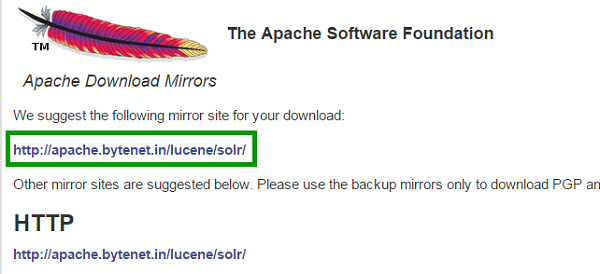 The Apache Software Foundation
TM
Apache Download Mirrors
We suggest the following mirror site for your download:
http://apache.bytenet.in/lucene/solr/
Other mirror sites are suggested below. Please use the backup mirrors only to download PGP an
HTTP
http://apache.bytenet.in/lucene/solr/